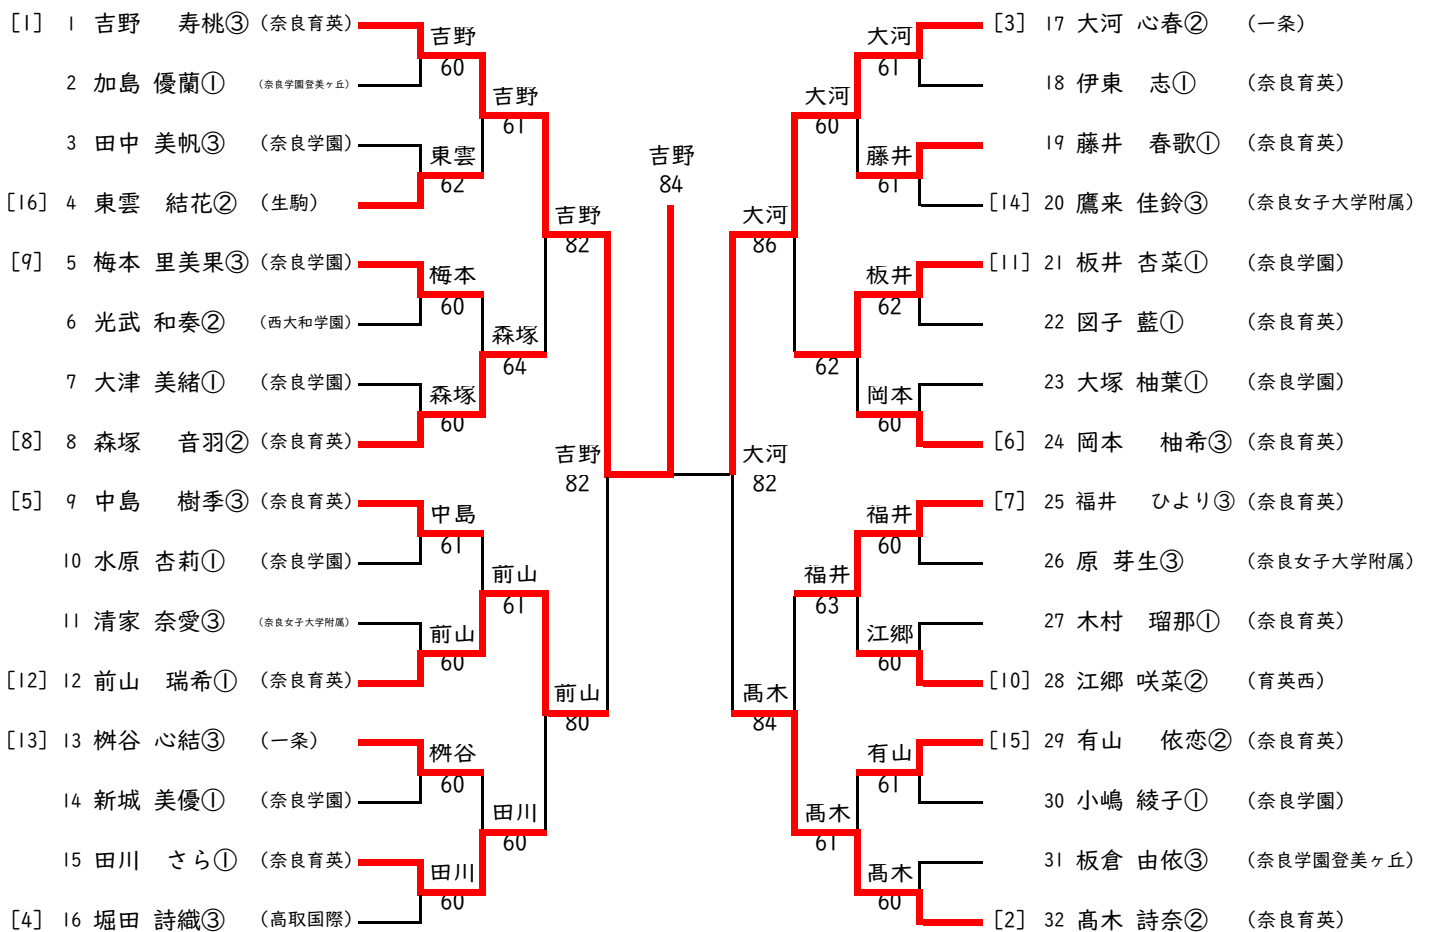 [1] 1 吉野 寿桃③ (奈良育英)
2 加島 優蘭① (奈良学園登美ヶ丘)
3 田中 美帆③ (奈良学園)
[16] 4 東雲 結花② (生駒)
[9] 5 梅本 里美果③ (奈良学園)
6 光武 和奏② (西大和学園)
7 大津 美緒① (奈良学園)
[8] 8 森塚 音羽② (奈良育英)
[5] 9 中島 樹季③ (奈良育英)
10 水原 杏莉① (奈良学園)
11 清家 奈愛③ (奈良女子大学附属)
[12] 12 前山 瑞希① (奈良育英)
[13] 13 桝谷 心結③ (一条)
14 新城 美優① (奈良学園)
15 田川 さら① (奈良育英)
[4] 16 堀田 詩織③ (高取国際)
吉野
60
東雲
62
梅本
60
森塚
60
中島
61
前山
60
桝谷
60
田川
60
吉野
61
森塚
64
前山
61
田川
60
吉野
82
前山
80
吉野
82
吉野
84
大河
82
大河
86
髙木
84
大河
60
62
福井
63
髙木
61
大河
61
藤井
61
板井
62
岡本
60
福井
60
江郷
60
有山
61
髙木
60
[3] 17 大河 心春② (一条)
18 伊東 志① (奈良育英)
19 藤井 春歌① (奈良育英)
[14] 20 鷹来 佳鈴③ (奈良女子大学附属)
[11] 21 板井 杏菜① (奈良学園)
22 図子 藍① (奈良育英)
23 大塚 柚葉① (奈良学園)
[6] 24 岡本 柚希③ (奈良育英)
[7] 25 福井 ひより③ (奈良育英)
26 原 芽生③ (奈良女子大学附属)
27 木村 瑠那① (奈良育英)
[10] 28 江郷 咲菜② (育英西)
[15] 29 有山 依恋② (奈良育英)
30 小嶋 綾子① (奈良学園)
31 板倉 由依③ (奈良学園登美ヶ丘)
[2] 32 髙木 詩奈② (奈良育英)